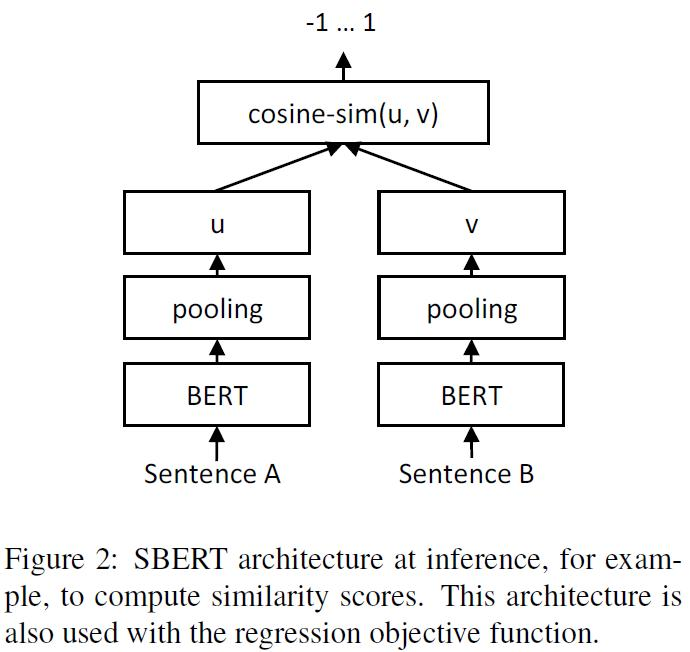 -1 ... 1
cosine-sim(u, v)
u
v
pooling
pooling
BERT
BERT
Sentence A
Sentence B
Figure 2: SBERT architecture at inference, for exam-
ple, to compute similarity scores. This architecture is
also used with the regression objective function.